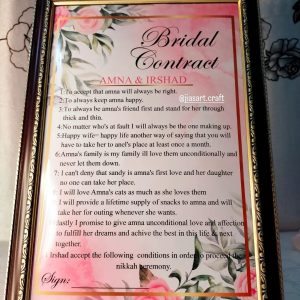 Bridal
Contract
AMNA & IRSHAD
@jiasart.craft
1: To accept that amna will always be right.
2:To always keep amna happy.
3:To always be amna's friend first and stand for her through
thick and thin.
4:No matter who's at fault I will always be the one making up.
5:Happy wife= happy life another way of saying that you will
have to take her to anel's place at least once a month.
6:Amna's family is my family ill love them unconditionally and
never let them down.
7: I can't deny that sandy is amna's first love and her daughter
no one can take her place.
I will love Amna's cats as much as she loves them
I will provide a lifetime supply of snacks to amna and will
take her for outing whenever she wants.
lastly I promise to give amna unconditional love and affection
to fulfill her dreams and achive the best in this life & next
together.
I Irshad accept the following conditions in order to proceed the
nikkah ceremony.
Sign: